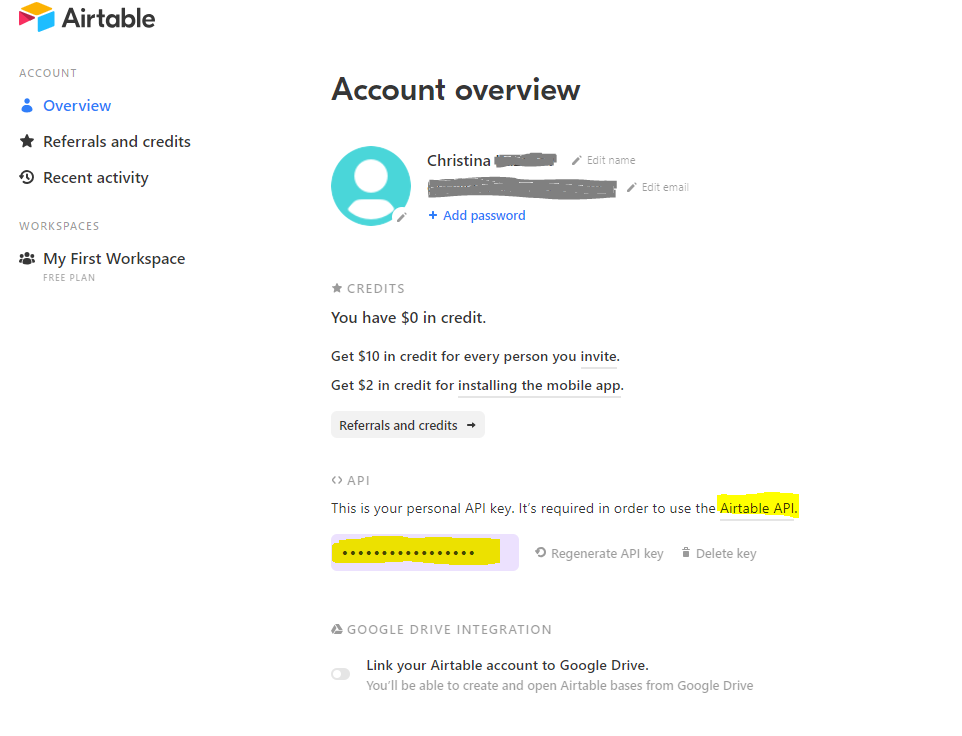 Airtable
ACCOUNT
Overview
Referrals and credits
Recent activity
WORKSPACES
My First Workspace
FREE PLAN
Account overview
Christina
Edit name
Edit email
+ Add password
CREDITS
You have $0 in credit.
Get $10 in credit for every person you invite.
Get $2 in credit for installing the mobile app.
Referrals and credits →
<> API
This is your personal API key. It’s required in order to use the Airtable API.
•••••••••••••••••
Regenerate API key
Delete key
GOOGLE DRIVE INTEGRATION
Link your Airtable account to Google Drive.
You’ll be able to create and open Airtable bases from Google Drive